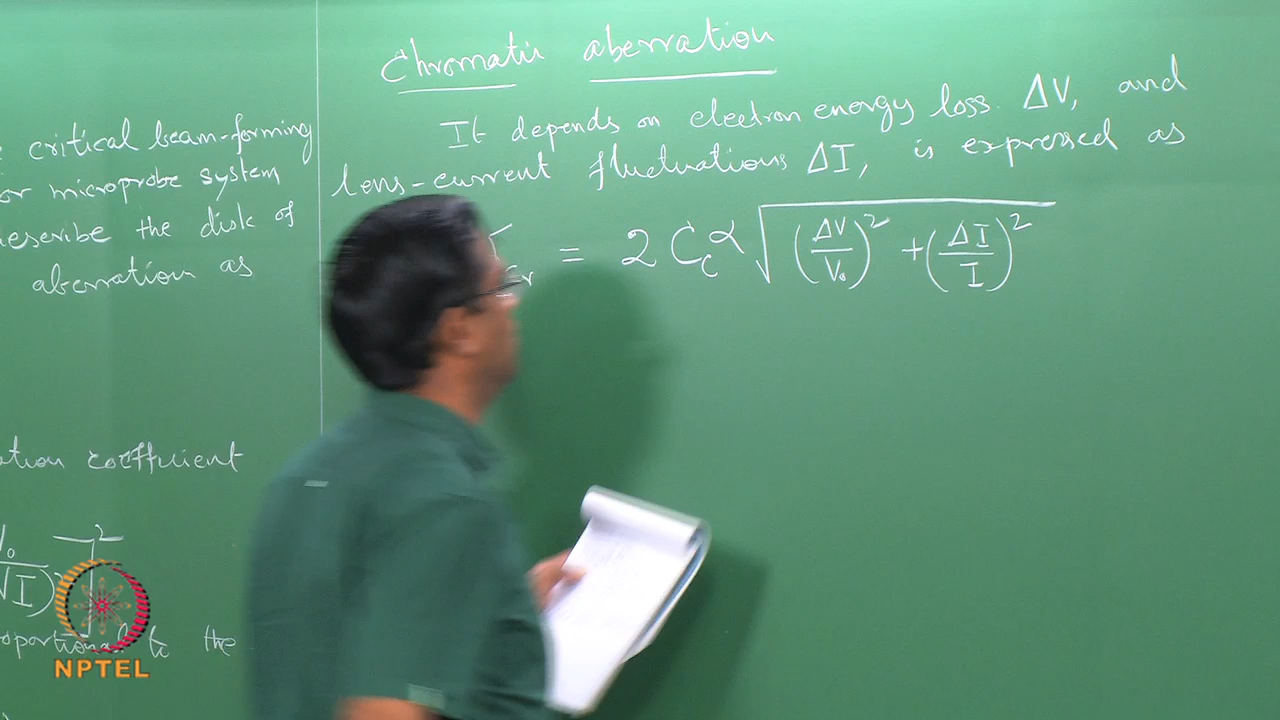 Chromatic aberration
It depends on electron energy loss. ΔV, and
lens-current fluctuations ΔI, is expressed as
= 2 C_c α √((ΔV/V₀)² + (ΔI/I)²)
critical beam-forming
or microprobe system
describe the disk of
aberration as
coefficient
√I)²
to the
NPTEL